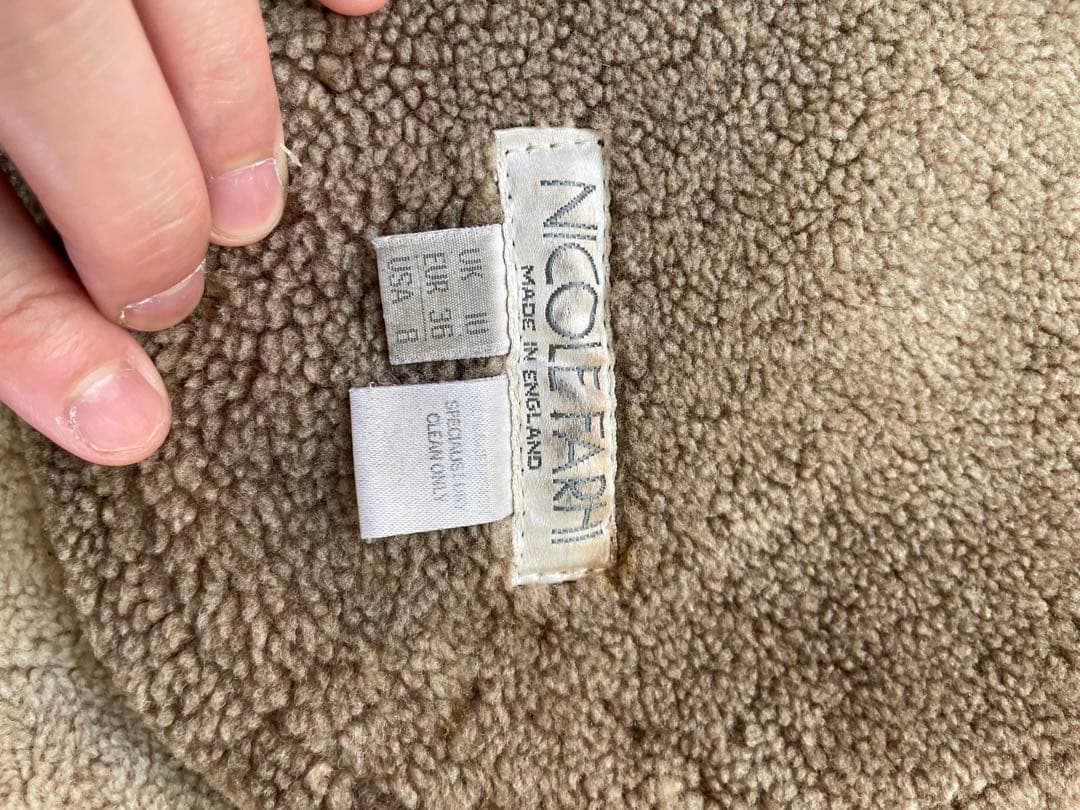 NICOLE FARHI
MADE IN ENGLAND
UK 10
EUR 36
USA 8
SPECIALIST DRY
CLEAN ONLY